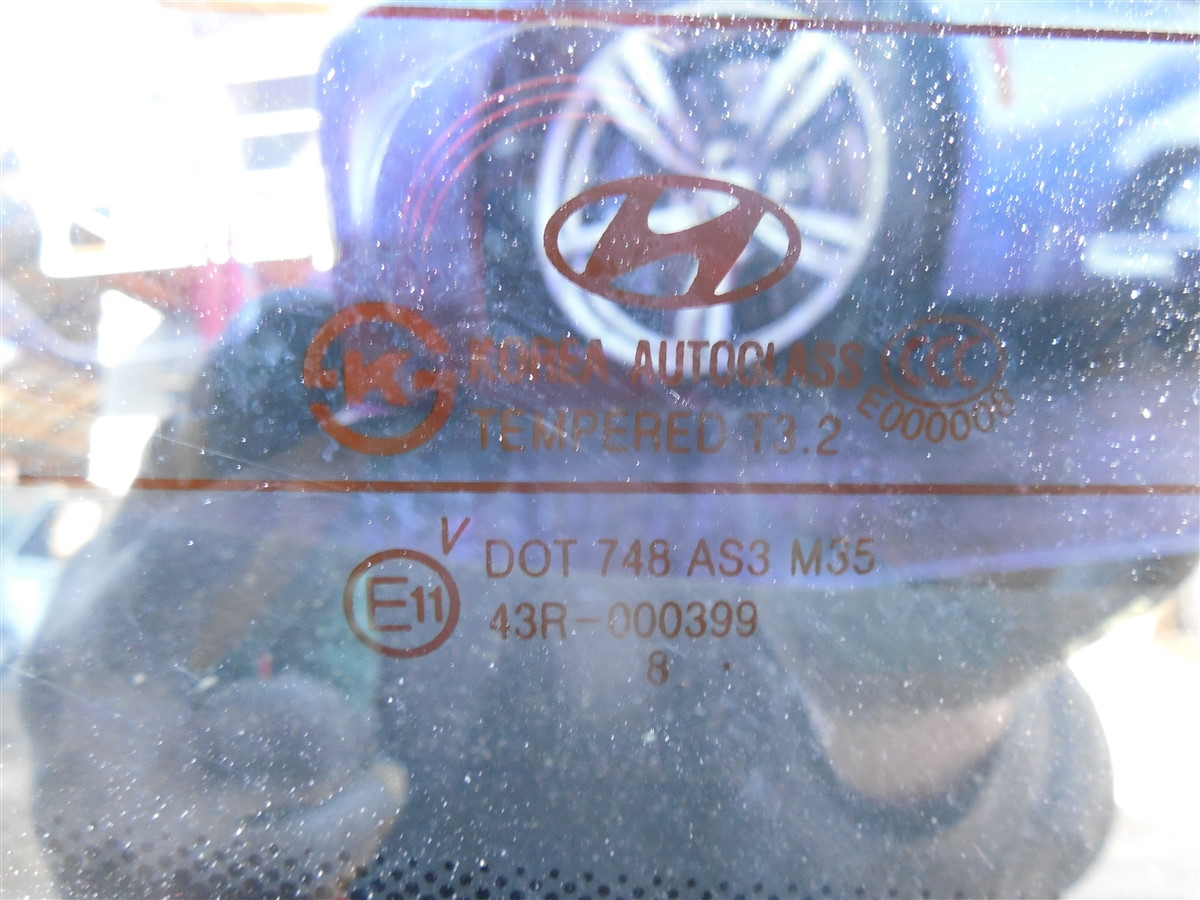 K KOREA AUTOGLASS CCC
TEMPERED T3.2 E000008
V
E11 DOT 748 AS3 M35
43R-000399
8